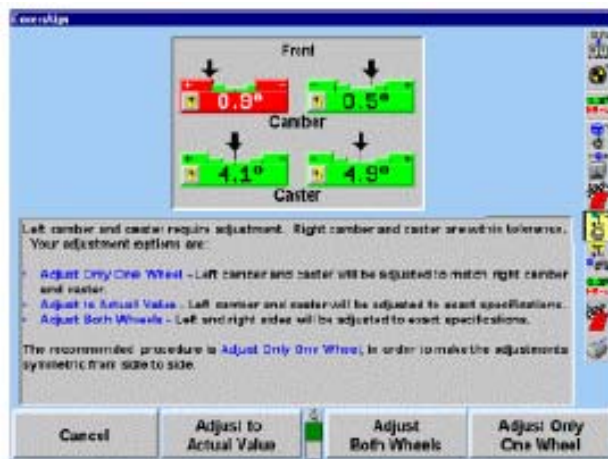 Front
0.9° 0.5°
Camber
4.1° 4.9°
Caster
Left camber and caster require adjustment. Right camber and caster are within tolerance.
Your adjustment options are:
- Adjust Only One Wheel - Left camber and caster will be adjusted to match right camber
and caster.
- Adjust to Actual Value - Left camber and caster will be adjusted to exact specifications.
- Adjust Both Wheels - Left and right sides will be adjusted to exact specifications.
The recommended procedure is Adjust Only One Wheel, in order to make the adjustments
symmetric from side to side.
Cancel
Adjust to
Actual Value
Adjust
Both Wheels
Adjust Only
One Wheel